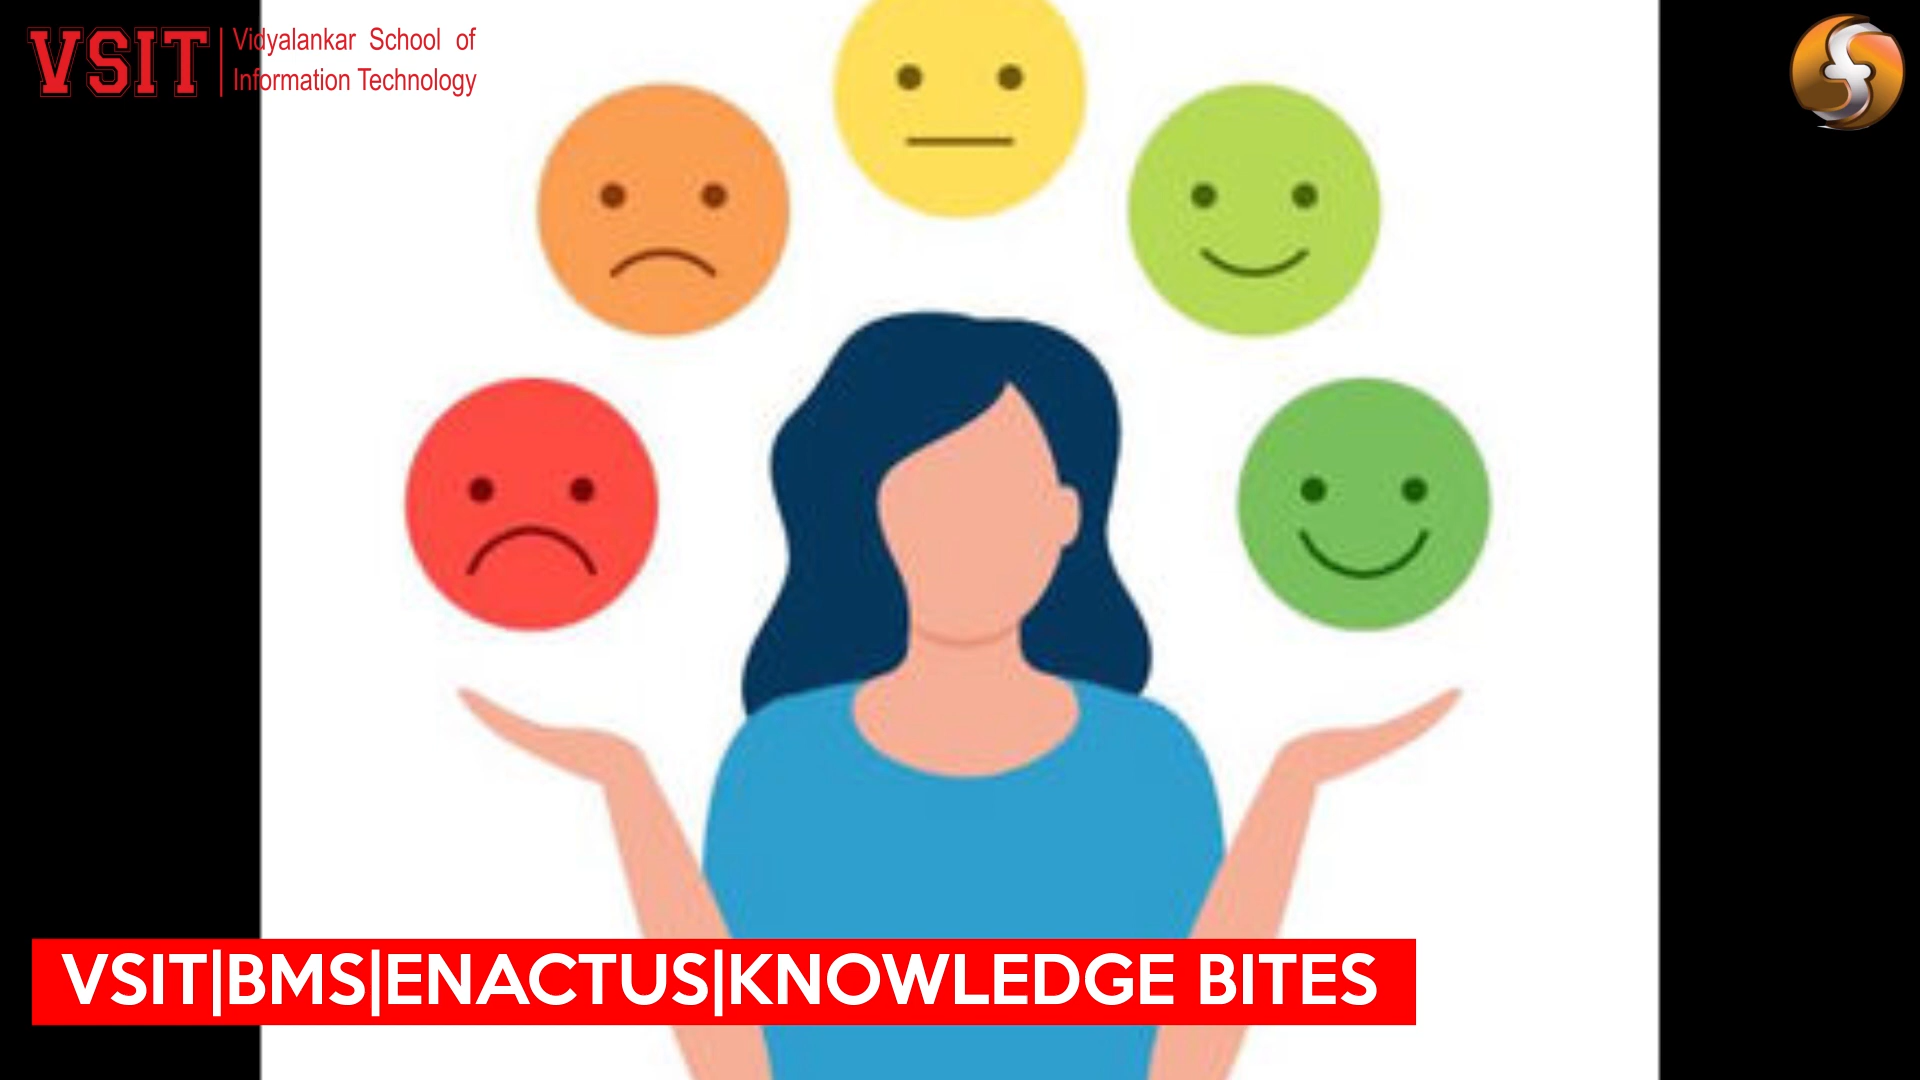 VSIT
Vidyalankar School of
Information Technology
VSIT|BMS|ENACTUS|KNOWLEDGE BITES